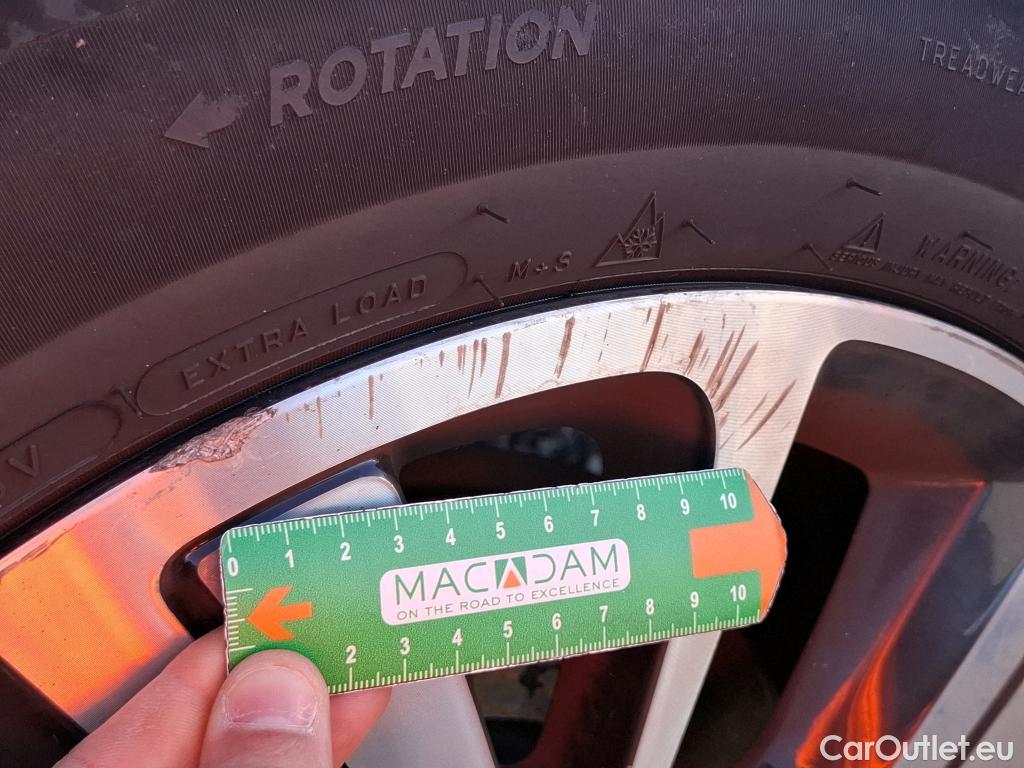 ROTATION
TREADWEA
EXTRA LOAD
M+S
WARNING:
V
0 1 2 3 4 5 6 7 8 9 10
MACADAM
ON THE ROAD TO EXCELLENCE
2 3 4 5 6 7 8 9 10
CarOutlet.eu